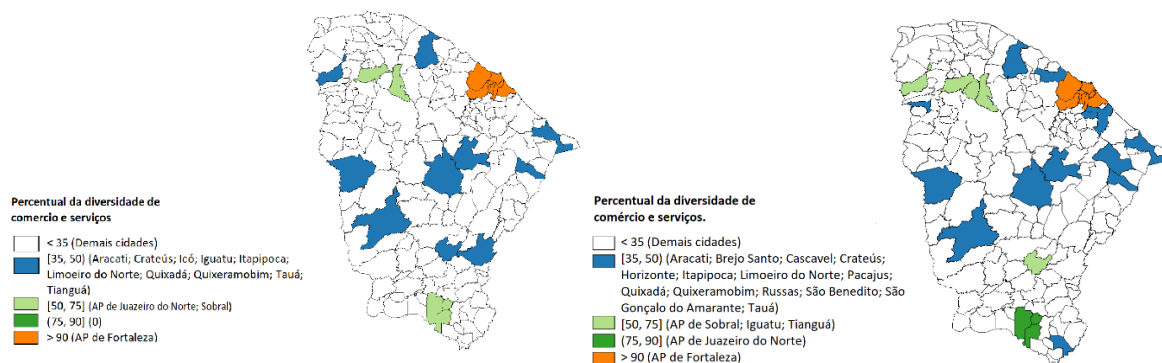 Percentual da diversidade de
comercio e serviços
< 35 (Demais cidades)
[35, 50) (Aracati; Crateús; Icó; Iguatu; Itapipoca;
Limoeiro do Norte; Quixadá; Quixeramobim; Tauá;
Tianguá)
[50, 75] (AP de Juazeiro do Norte; Sobral)
(75, 90] (0)
> 90 (AP de Fortaleza)
Percentual da diversidade de
comércio e serviços.
< 35 (Demais cidades)
[35, 50) (Aracati; Brejo Santo; Cascavel; Crateús;
Horizonte; Itapipoca; Limoeiro do Norte; Pacajus;
Quixadá; Quixeramobim; Russas; São Benedito; São
Gonçalo do Amarante; Tauá)
[50, 75] (AP de Sobral; Iguatu; Tianguá)
(75, 90] (AP de Juazeiro do Norte)
> 90 (AP de Fortaleza)